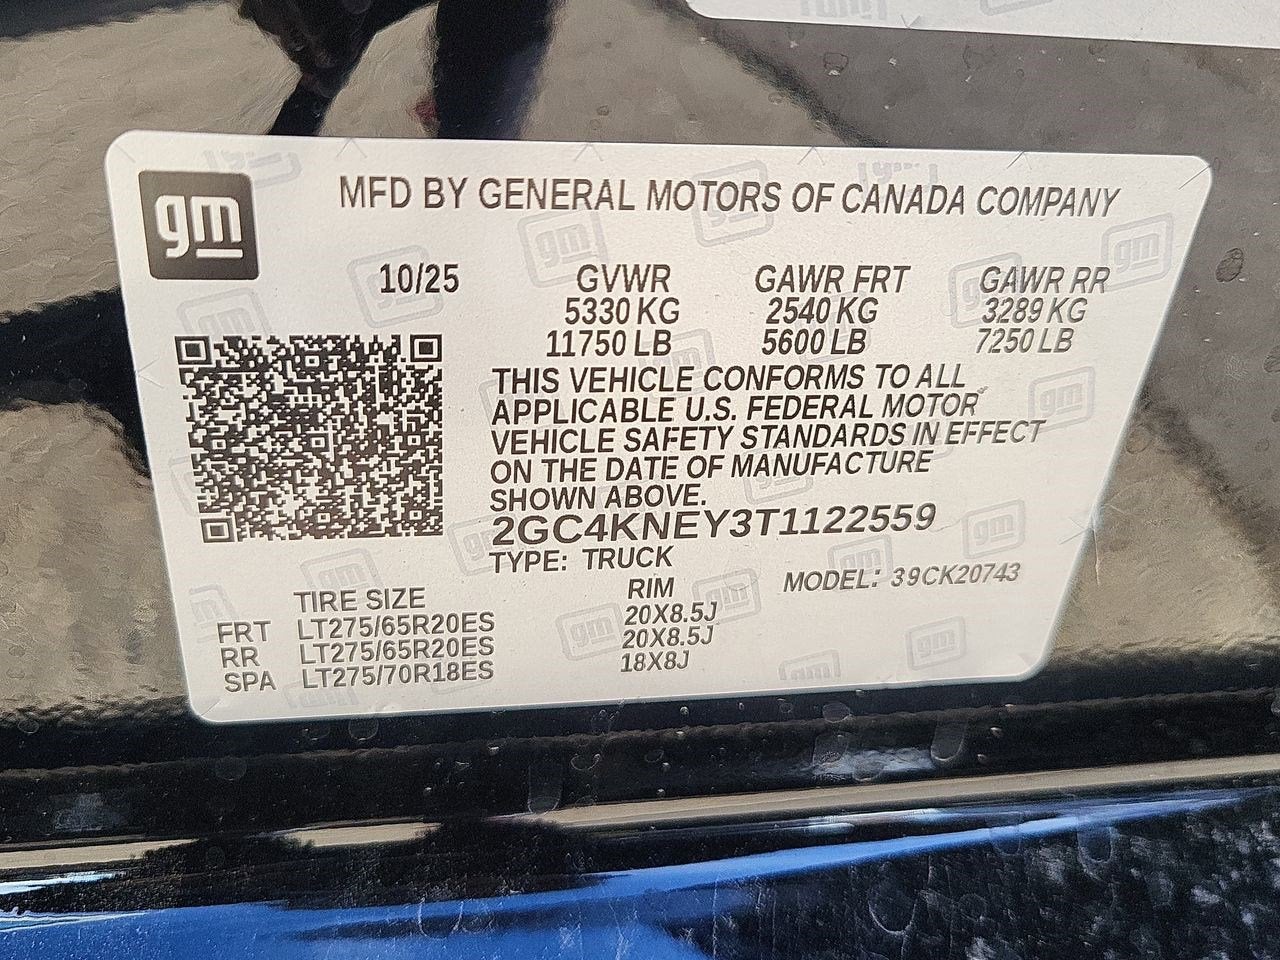 gm
MFD BY GENERAL MOTORS OF CANADA COMPANY
10/25 GVWR GAWR FRT GAWR RR
5330 KG 2540 KG 3289 KG
11750 LB 5600 LB 7250 LB
THIS VEHICLE CONFORMS TO ALL
APPLICABLE U.S. FEDERAL MOTOR
VEHICLE SAFETY STANDARDS IN EFFECT
ON THE DATE OF MANUFACTURE
SHOWN ABOVE.
2GC4KNEY3T1122559
TYPE: TRUCK MODEL: 39CK20743
TIRE SIZE RIM
FRT LT275/65R20ES 20X8.5J
RR LT275/65R20ES 20X8.5J
SPA LT275/70R18ES 18X8J